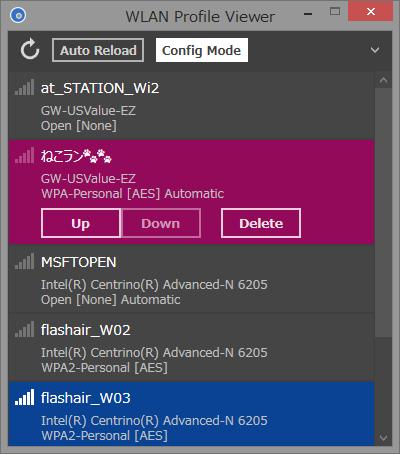 WLAN Profile Viewer
Auto Reload
Config Mode
at_STATION_Wi2
GW-USValue-EZ
Open [None]
ねこラン🐾🐾
GW-USValue-EZ
WPA-Personal [AES] Automatic
Up
Down
Delete
MSFTOPEN
Intel(R) Centrino(R) Advanced-N 6205
Open [None] Automatic
flashair_W02
Intel(R) Centrino(R) Advanced-N 6205
WPA2-Personal [AES]
flashair_W03
Intel(R) Centrino(R) Advanced-N 6205
WPA2-Personal [AES]